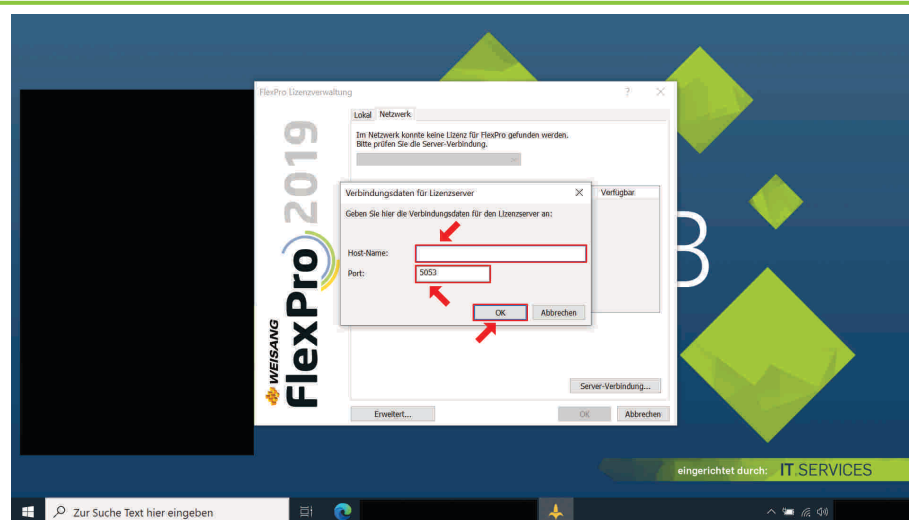 FlexPro Lizenzverwaltung
?
Lokal Netzwerk
Im Netzwerk konnte keine Lizenz für FlexPro gefunden werden.
Bitte prüfen Sie die Server-Verbindung.
Verfügbar
Verbindungsdaten für Lizenzserver
Geben Sie hier die Verbindungsdaten für den Lizenzserver an:
Host-Name:
Port: 5053
OK Abbrechen
WEISANG
FlexPro 2019
3
Server-Verbindung...
Erweitert... OK Abbrechen
eingerichtet durch: IT.SERVICES
Zur Suche Text hier eingeben